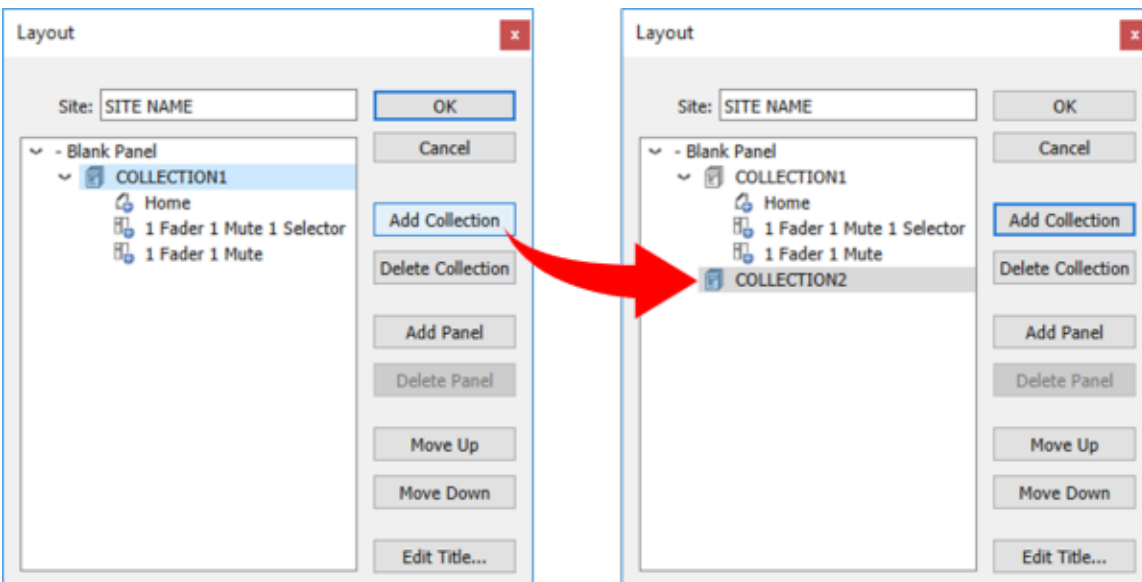 Layout
x
Site: SITE NAME
OK
Cancel
- Blank Panel
COLLECTION1
Home
1 Fader 1 Mute 1 Selector
1 Fader 1 Mute
Add Collection
Delete Collection
Add Panel
Delete Panel
Move Up
Move Down
Edit Title...
Layout
x
Site: SITE NAME
OK
Cancel
- Blank Panel
COLLECTION1
Home
1 Fader 1 Mute 1 Selector
1 Fader 1 Mute
COLLECTION2
Add Collection
Delete Collection
Add Panel
Delete Panel
Move Up
Move Down
Edit Title...